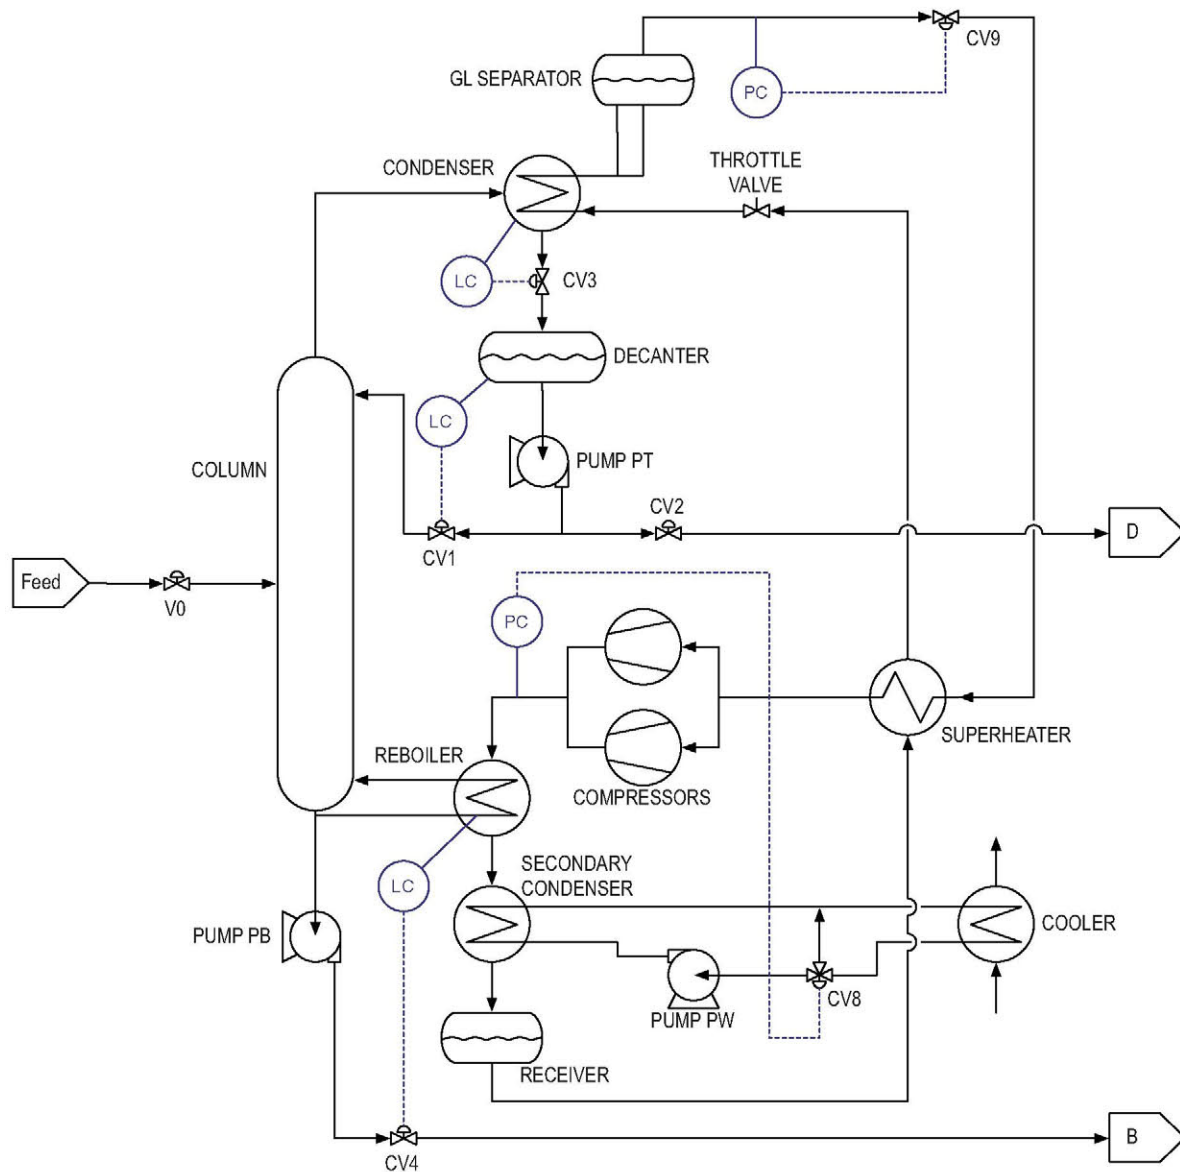 CV9
GL SEPARATOR
PC
CONDENSER
THROTTLE
VALVE
LC
CV3
DECANTER
LC
COLUMN
PUMP PT
CV2
CV1
D
Feed
V0
PC
SUPERHEATER
REBOILER
COMPRESSORS
SECONDARY
CONDENSER
LC
COOLER
PUMP PB
CV8
PUMP PW
RECEIVER
B
CV4